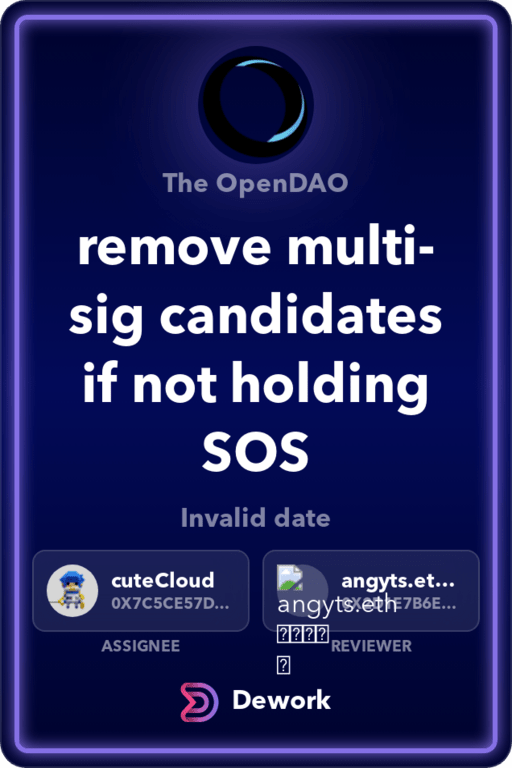 The OpenDAO
remove multi-
sig candidates
if not holding
SOS
Invalid date
cuteCloud
0X7C5CE57D...
angyts.et...
angyts.eth
ASSIGNEE
REVIEWER
Dework